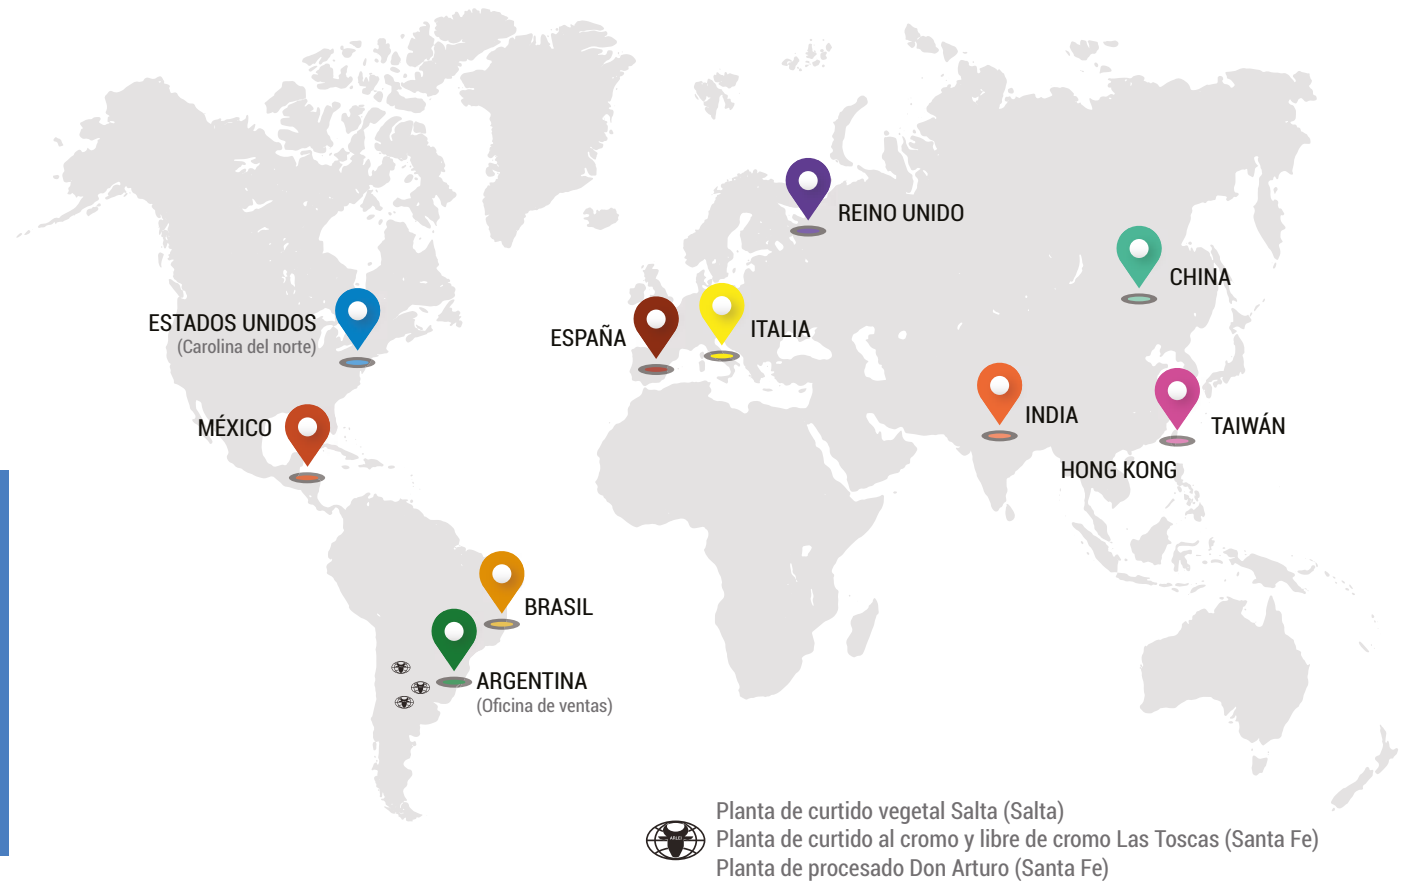 REINO UNIDO
CHINA
ESTADOS UNIDOS
(Carolina del norte)
ESPAÑA
ITALIA
MÉXICO
INDIA
TAIWÁN
HONG KONG
BRASIL
ARGENTINA
(Oficina de ventas)
ARLEI
Planta de curtido vegetal Salta (Salta)
Planta de curtido al cromo y libre de cromo Las Toscas (Santa Fe)
Planta de procesado Don Arturo (Santa Fe)